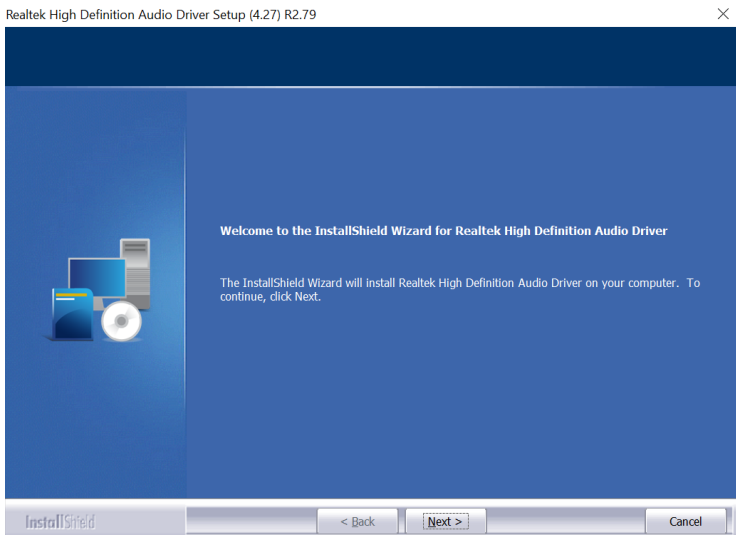 Realtek High Definition Audio Driver Setup (4.27) R2.79
Welcome to the InstallShield Wizard for Realtek High Definition Audio Driver
The InstallShield Wizard will install Realtek High Definition Audio Driver on your computer. To
continue, click Next.
InstallShield
< Back
Next >
Cancel